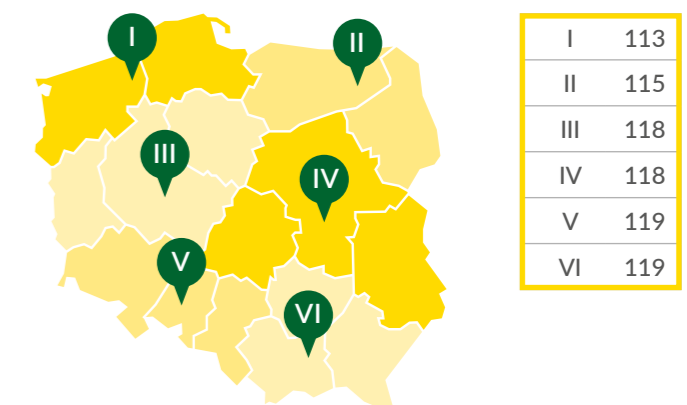 I
II
III
IV
V
VI
I 113
II 115
III 118
IV 118
V 119
VI 119